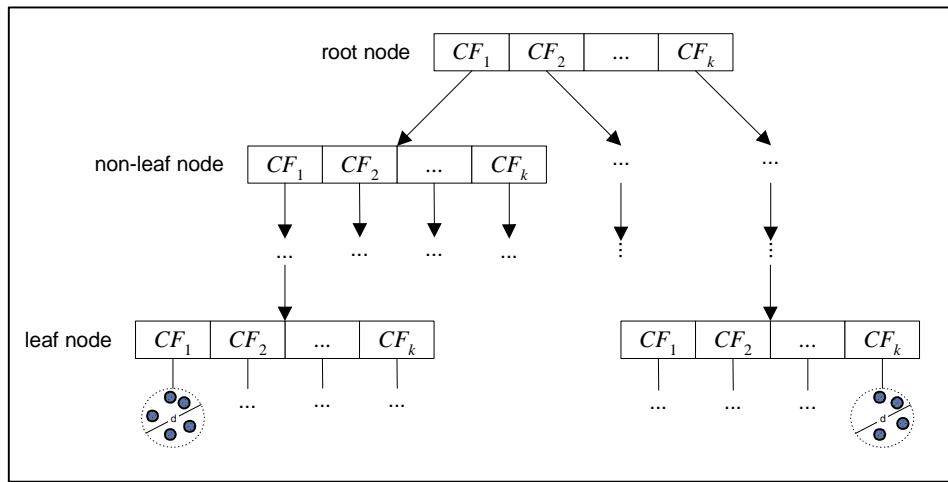 root node CF1 CF2 ... CFk
non-leaf node CF1 CF2 ... CFk ... ...
... ... ... ... ... ...
leaf node CF1 CF2 ... CFk CF1 CF2 ... CFk
d ... ... ... ... ... ... d